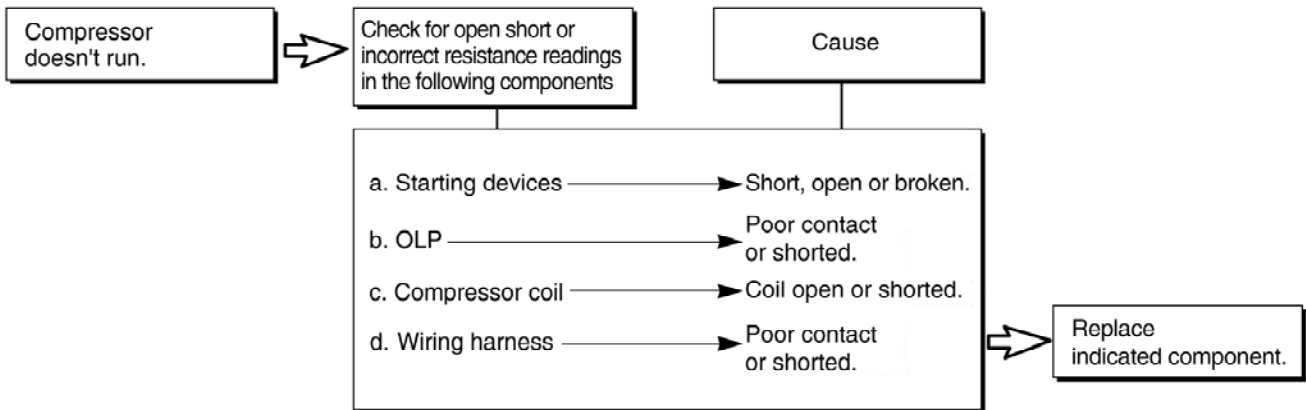 Compressor
doesn't run.
Check for open short or
incorrect resistance readings
in the following components
Cause
a. Starting devices
Short, open or broken.
b. OLP
Poor contact
or shorted.
c. Compressor coil
Coil open or shorted.
d. Wiring harness
Poor contact
or shorted.
Replace
indicated component.